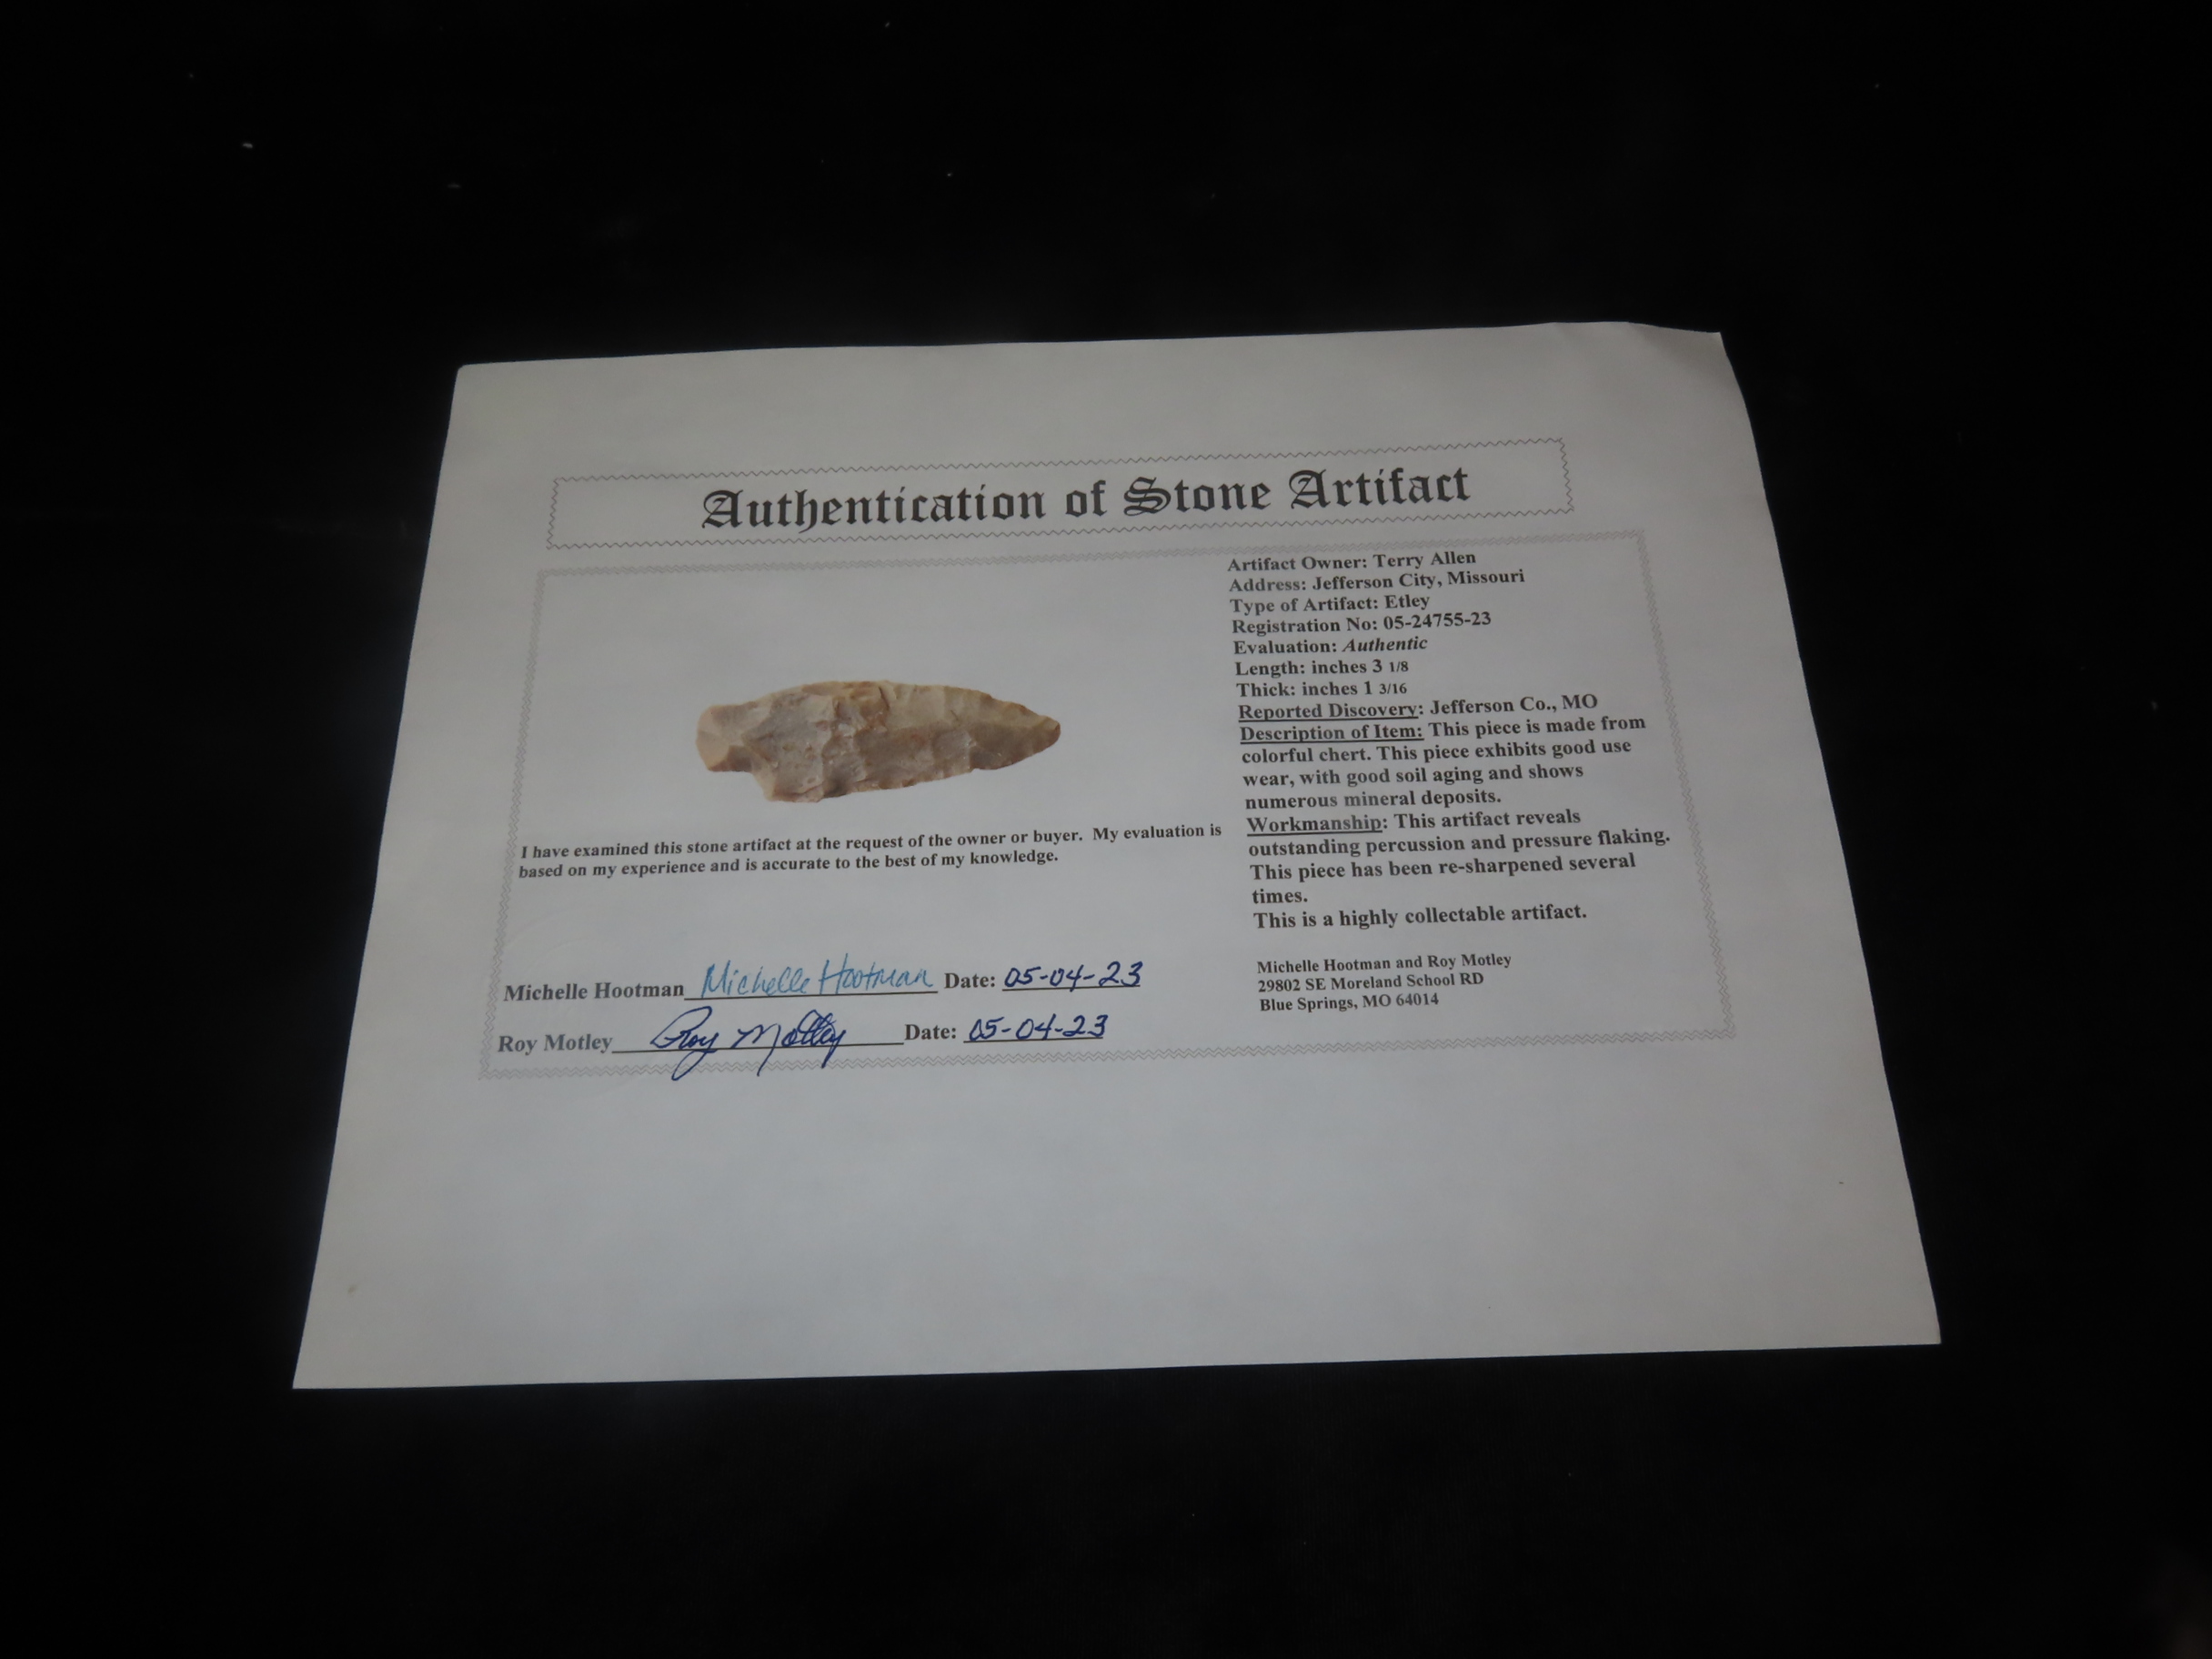 Authentication of Stone Artifact
Artifact Owner: Terry Allen
Address: Jefferson City, Missouri
Type of Artifact: Etley
Registration No: 05-24755-23
Evaluation: Authentic
Length: inches 3 1/8
Thick: inches 1 3/16
Reported Discovery: Jefferson Co., MO
Description of Item: This piece is made from
colorful chert. This piece exhibits good use
wear, with good soil aging and shows
numerous mineral deposits.
Workmanship: This artifact reveals
outstanding percussion and pressure flaking.
This piece has been re-sharpened several
times.
This is a highly collectable artifact.
Michelle Hootman and Roy Motley
29802 SE Moreland School RD
Blue Springs, MO 64014
I have examined this stone artifact at the request of the owner or buyer. My evaluation is
based on my experience and is accurate to the best of my knowledge.
Michelle Hootman Michelle Hootman Date: 05-04-23
Roy Motley Roy Motley Date: 05-04-23